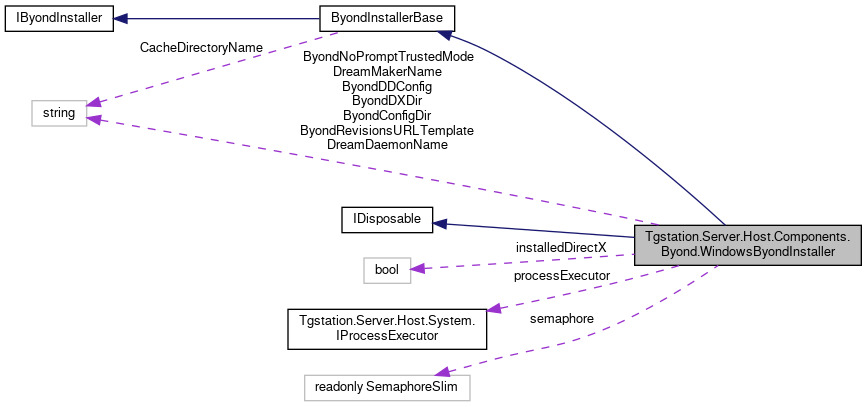 IByondInstaller
ByondInstallerBase
CacheDirectoryName
ByondNoPromptTrustedMode
DreamMakerName
ByondDDConfig
ByondDXDir
ByondConfigDir
ByondRevisionsURLTemplate
DreamDaemonName
string
IDisposable
Tgstation.Server.Host.Components.
Byond.WindowsByondInstaller
installedDirectX
bool
processExecutor
Tgstation.Server.Host.System.
IProcessExecutor
semaphore
readonly SemaphoreSlim